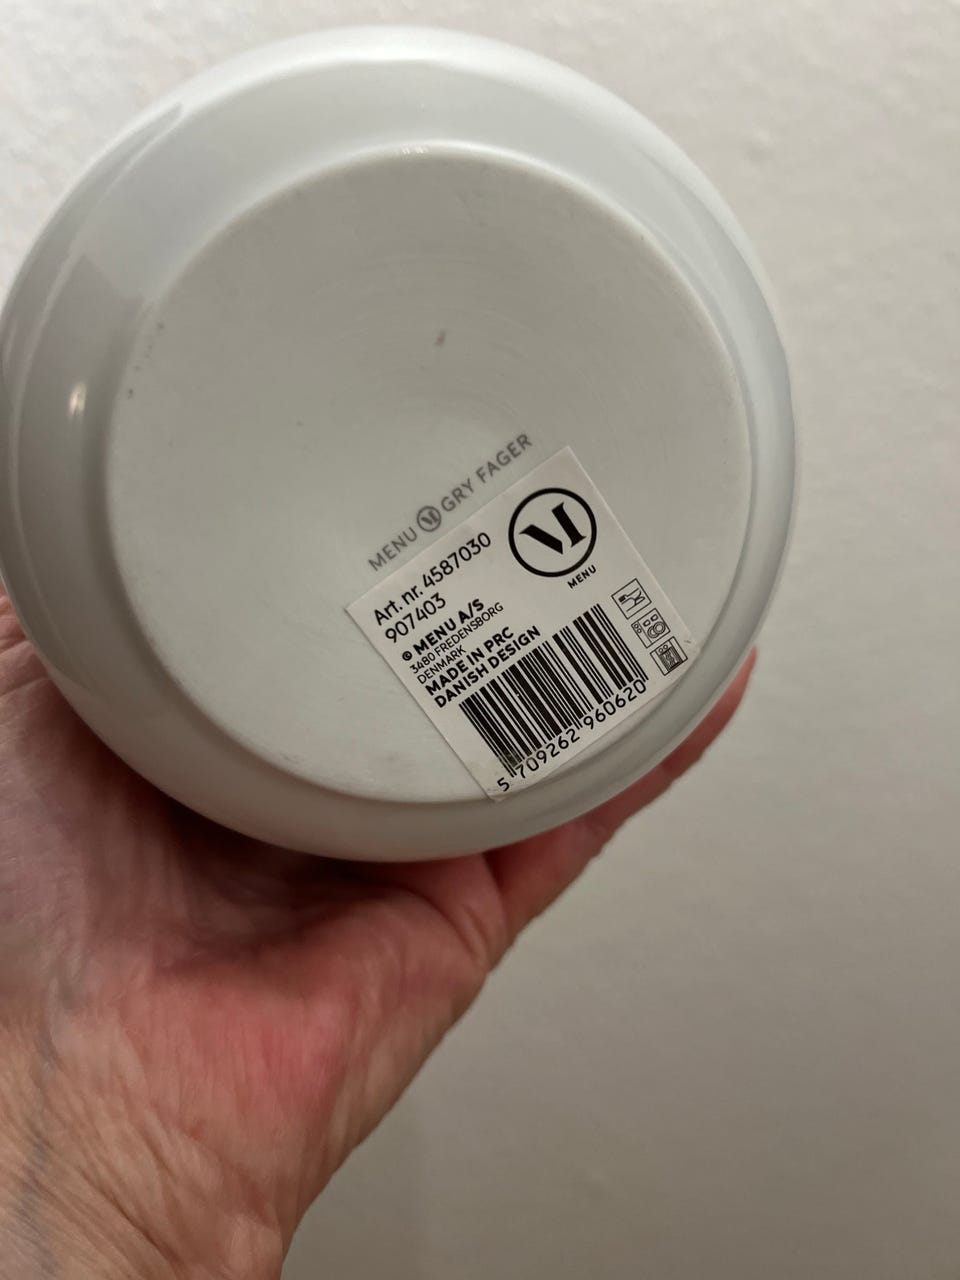 MENU M GRY FAGER
Art. nr. 4587030
907403
© MENU A/S
3480 FREDENSBORG
DENMARK
MADE IN PRC
DANISH DESIGN
M
MENU
5 709262 960620